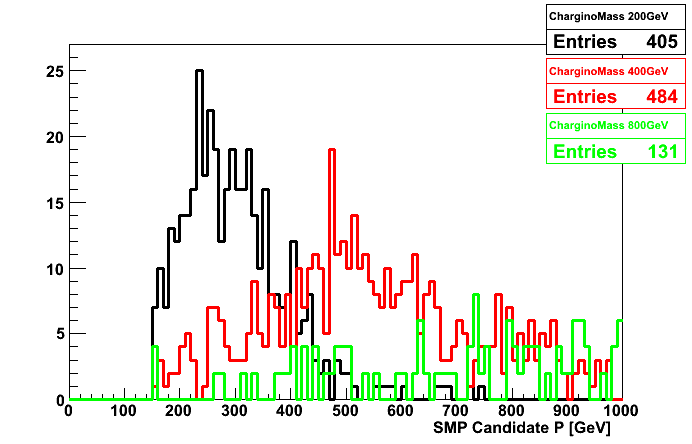 CharginoMass 200GeV
Entries 405
CharginoMass 400GeV
Entries 484
CharginoMass 800GeV
Entries 131
25
20
15
10
5
0
0 100 200 300 400 500 600 700 800 900 1000
SMP Candidate P [GeV]